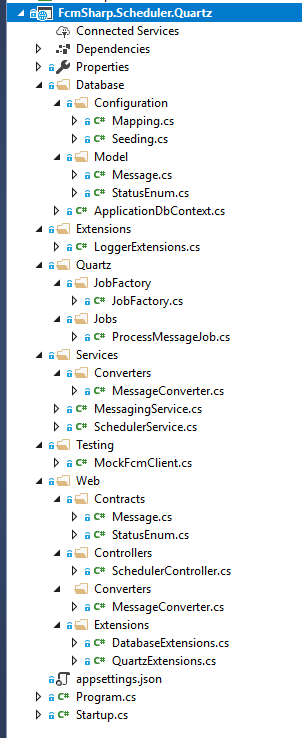 FcmSharp.Scheduler.Quartz
Connected Services
Dependencies
Properties
Database
Configuration
C# Mapping.cs
C# Seeding.cs
Model
C# Message.cs
C# StatusEnum.cs
C# ApplicationDbContext.cs
Extensions
C# LoggerExtensions.cs
Quartz
JobFactory
C# JobFactory.cs
Jobs
C# ProcessMessageJob.cs
Services
Converters
C# MessageConverter.cs
C# MessagingService.cs
C# SchedulerService.cs
Testing
C# MockFcmClient.cs
Web
Contracts
C# Message.cs
C# StatusEnum.cs
Controllers
C# SchedulerController.cs
Converters
C# MessageConverter.cs
Extensions
C# DatabaseExtensions.cs
C# QuartzExtensions.cs
appsettings.json
C# Program.cs
C# Startup.cs